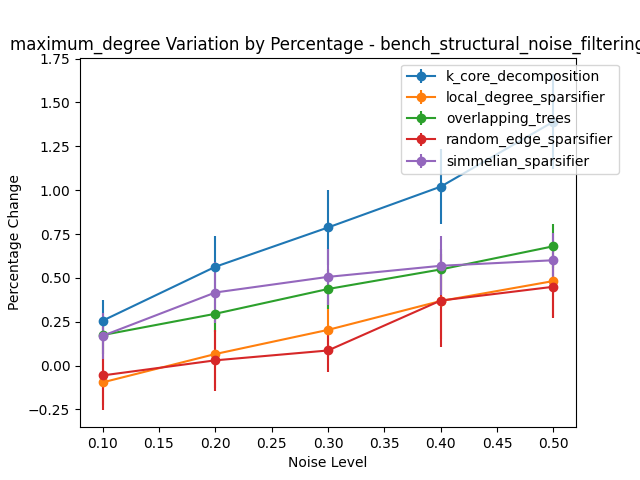 maximum_degree Variation by Percentage - bench_structural_noise_filtering
1.75
1.50
1.25
1.00
0.75
0.50
0.25
0.00
−0.25
Percentage Change
k_core_decomposition
local_degree_sparsifier
overlapping_trees
random_edge_sparsifier
simmelian_sparsifier
0.10 0.15 0.20 0.25 0.30 0.35 0.40 0.45 0.50
Noise Level